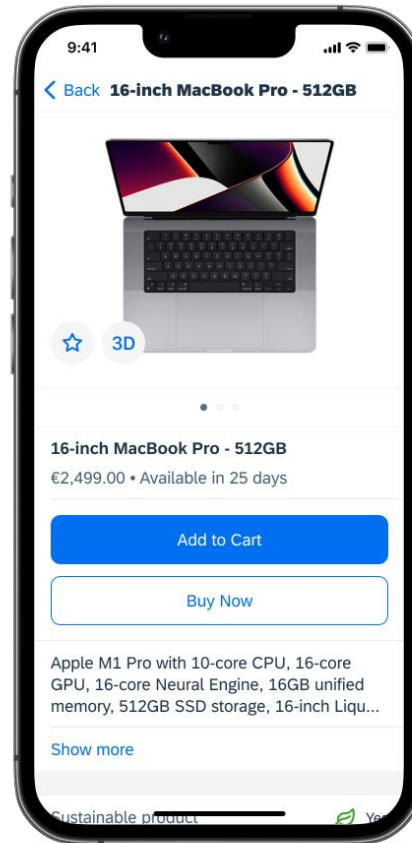 9:41
Back 16-inch MacBook Pro - 512GB
3D
16-inch MacBook Pro - 512GB
€2,499.00 • Available in 25 days
Add to Cart
Buy Now
Apple M1 Pro with 10-core CPU, 16-core
GPU, 16-core Neural Engine, 16GB unified
memory, 512GB SSD storage, 16-inch Liqu...
Show more
Sustainable product Yes